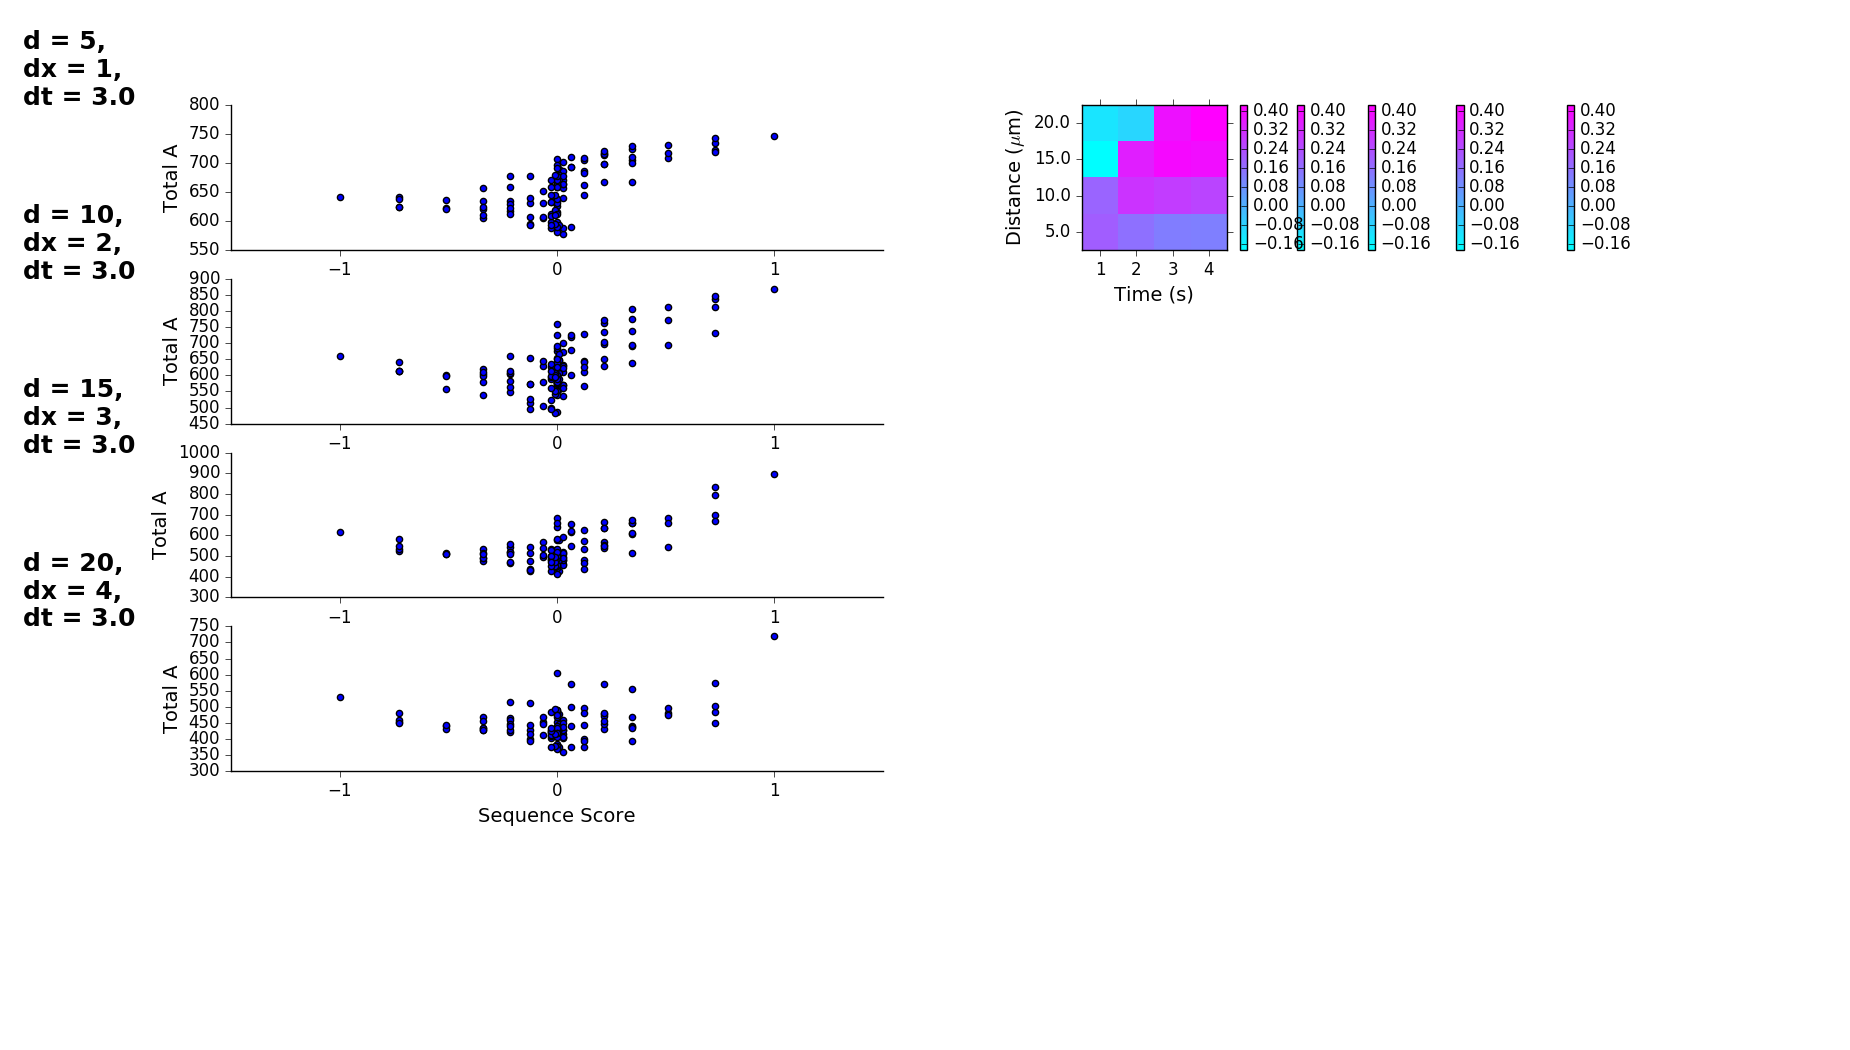 d = 5,
dx = 1,
dt = 3.0
800
750
700
650
600
550
Total A
−1 0 1
d = 10,
dx = 2,
dt = 3.0
900
850
800
750
700
650
600
550
500
450
Total A
−1 0 1
d = 15,
dx = 3,
dt = 3.0
1000
900
800
700
600
500
400
300
Total A
−1 0 1
d = 20,
dx = 4,
dt = 3.0
750
700
650
600
550
500
450
400
350
300
Total A
−1 0 1
Sequence Score
Distance (μm)
20.0
15.0
10.0
5.0
1 2 3 4
Time (s)
0.40 0.40 0.40 0.40 0.40
0.32 0.32 0.32 0.32 0.32
0.24 0.24 0.24 0.24 0.24
0.16 0.16 0.16 0.16 0.16
0.08 0.08 0.08 0.08 0.08
0.00 0.00 0.00 0.00 0.00
−0.08 −0.08 −0.08 −0.08 −0.08
−0.16 −0.16 −0.16 −0.16 −0.16